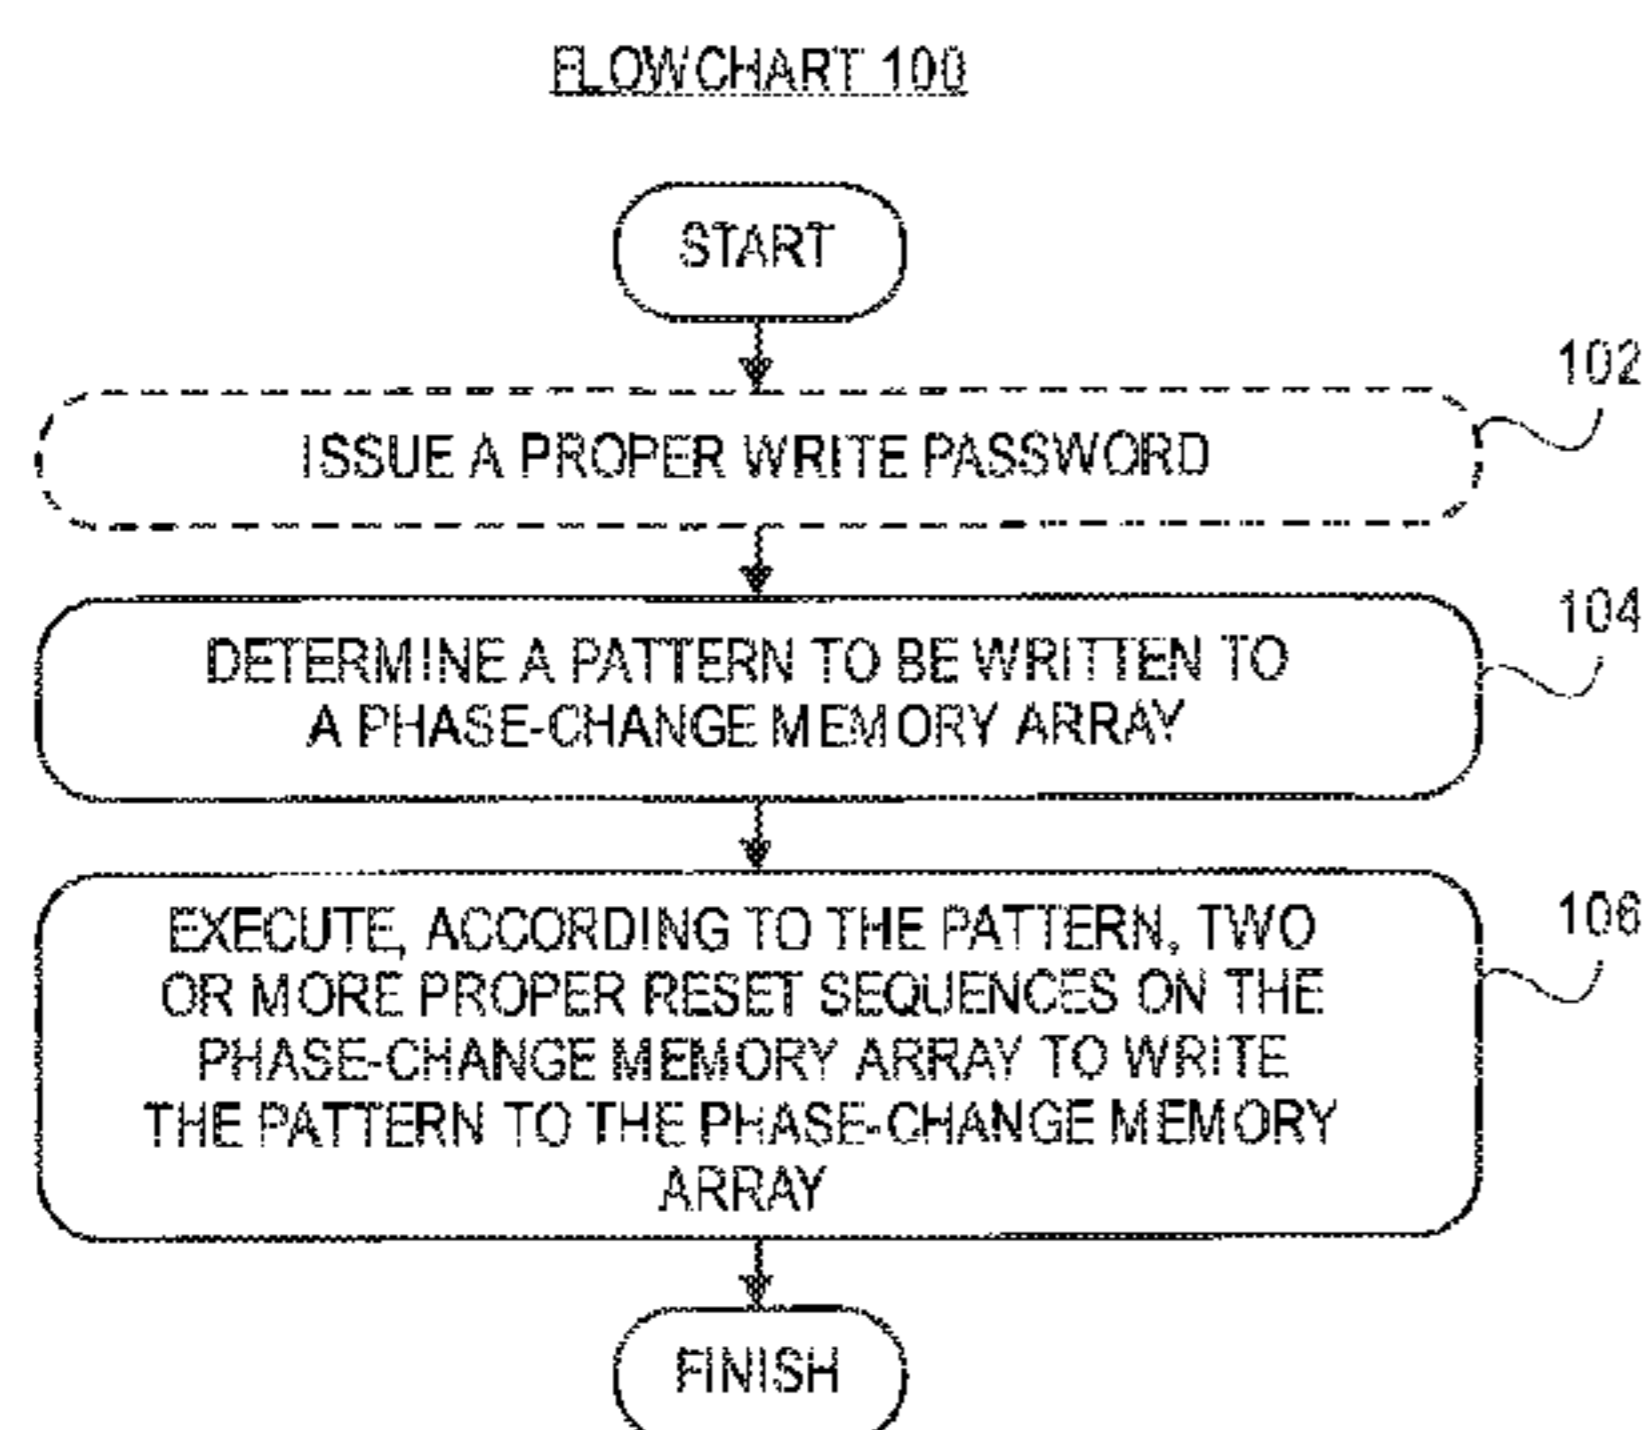 FLOWCHART 100
START
102
ISSUE A PROPER WRITE PASSWORD
104
DETERMINE A PATTERN TO BE WRITTEN TO
A PHASE-CHANGE MEMORY ARRAY
106
EXECUTE, ACCORDING TO THE PATTERN, TWO
OR MORE PROPER RESET SEQUENCES ON THE
PHASE-CHANGE MEMORY ARRAY TO WRITE
THE PATTERN TO THE PHASE-CHANGE MEMORY
ARRAY
FINISH